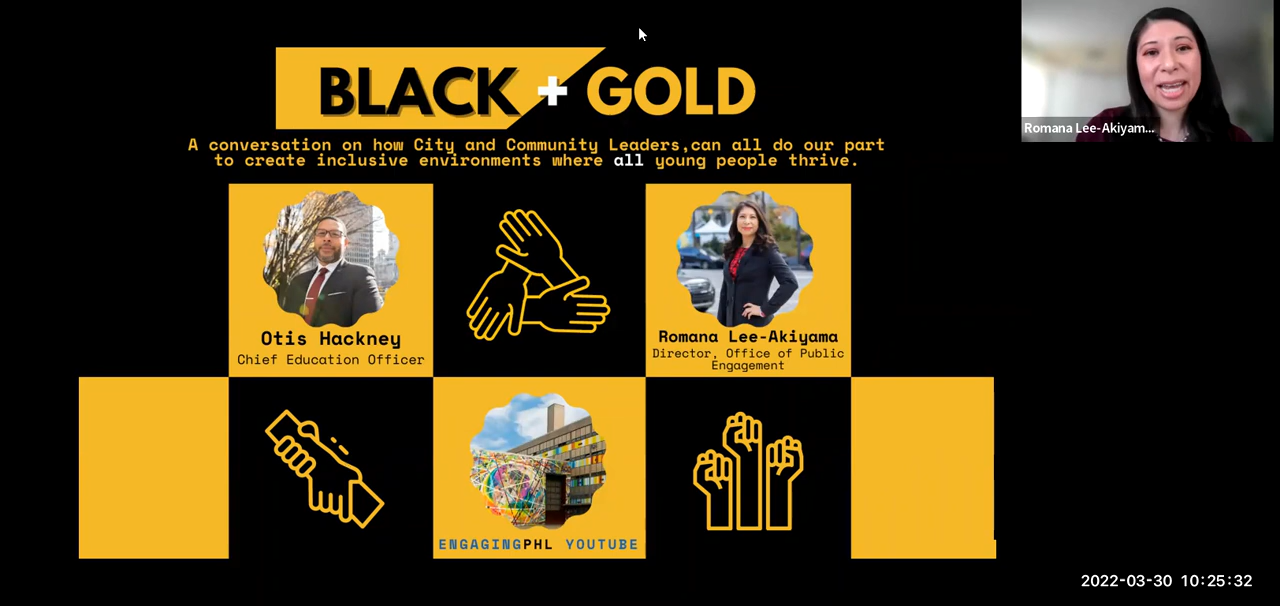 BLACK + GOLD
A conversation on how City and Community Leaders,can all do our part
to create inclusive environments where all young people thrive.
Romana Lee-Akiyam...
Otis Hackney
Chief Education Officer
Romana Lee-Akiyama
Director, Office of Public
Engagement
ENGAGINGPHL YOUTUBE
2022-03-30 10:25:32